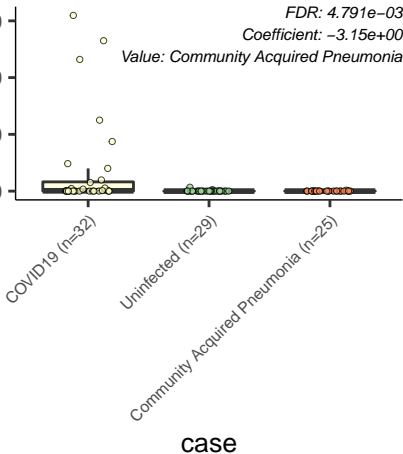 FDR: 4.791e−03
Coefficient: −3.15e+00
Value: Community Acquired Pneumonia
COVID19 (n=32)
Uninfected (n=29)
Community Acquired Pneumonia (n=25)
case